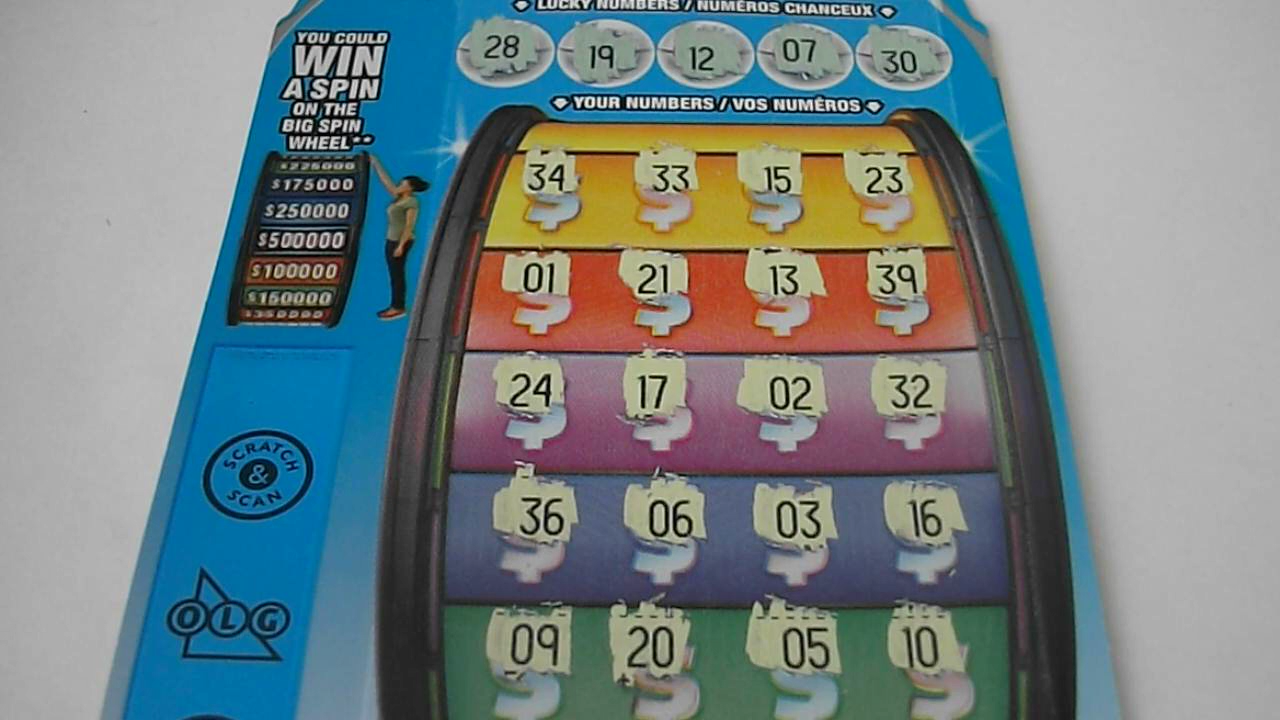 LUCKY NUMBERS / NUMÉROS CHANCEUX
28 19 12 07 30
YOUR NUMBERS / VOS NUMÉROS
YOU COULD
WIN
A SPIN
ON THE
BIG SPIN
WHEEL**
$225000
$175000
$250000
$500000
$100000
$150000
$350000
34 33 15 23
$ $ $ $
01 21 13 39
$ $ $ $
24 17 02 32
$ $ $ $
36 06 03 16
$ $ $ $
09 20 05 10
$ $ $ $
SCRATCH
&
SCAN
OLG